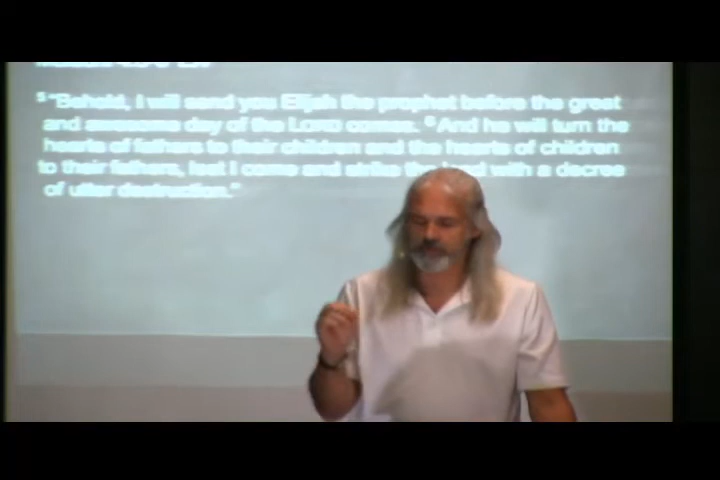 5 "Behold, I will send you Elijah the prophet before the great
and awesome day of the LORD comes. 6 And he will turn the
hearts of fathers to their children and the hearts of children
to their fathers, lest I come and strike the land with a decree
of utter destruction."